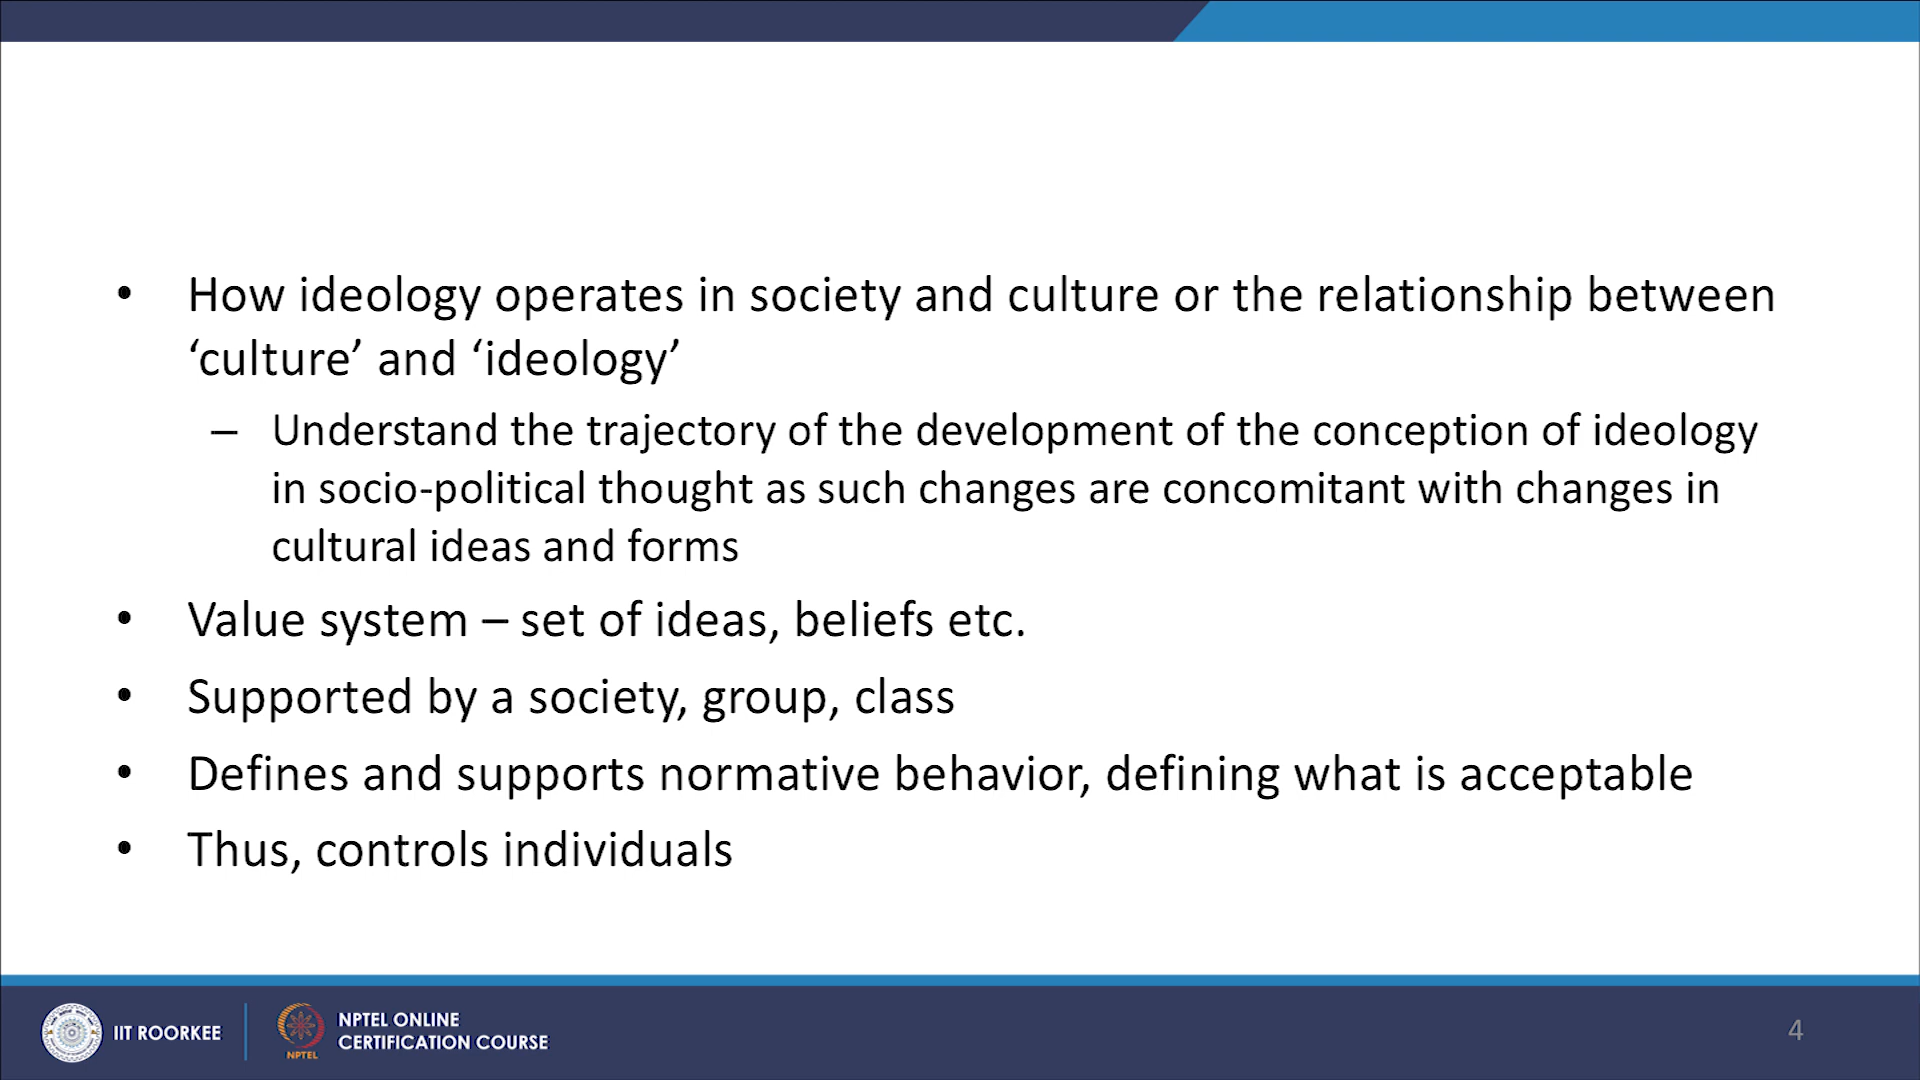 • How ideology operates in society and culture or the relationship between
‘culture’ and ‘ideology’
– Understand the trajectory of the development of the conception of ideology
in socio-political thought as such changes are concomitant with changes in
cultural ideas and forms
• Value system – set of ideas, beliefs etc.
• Supported by a society, group, class
• Defines and supports normative behavior, defining what is acceptable
• Thus, controls individuals
IIT ROORKEE
NPTEL
NPTEL ONLINE
CERTIFICATION COURSE
4